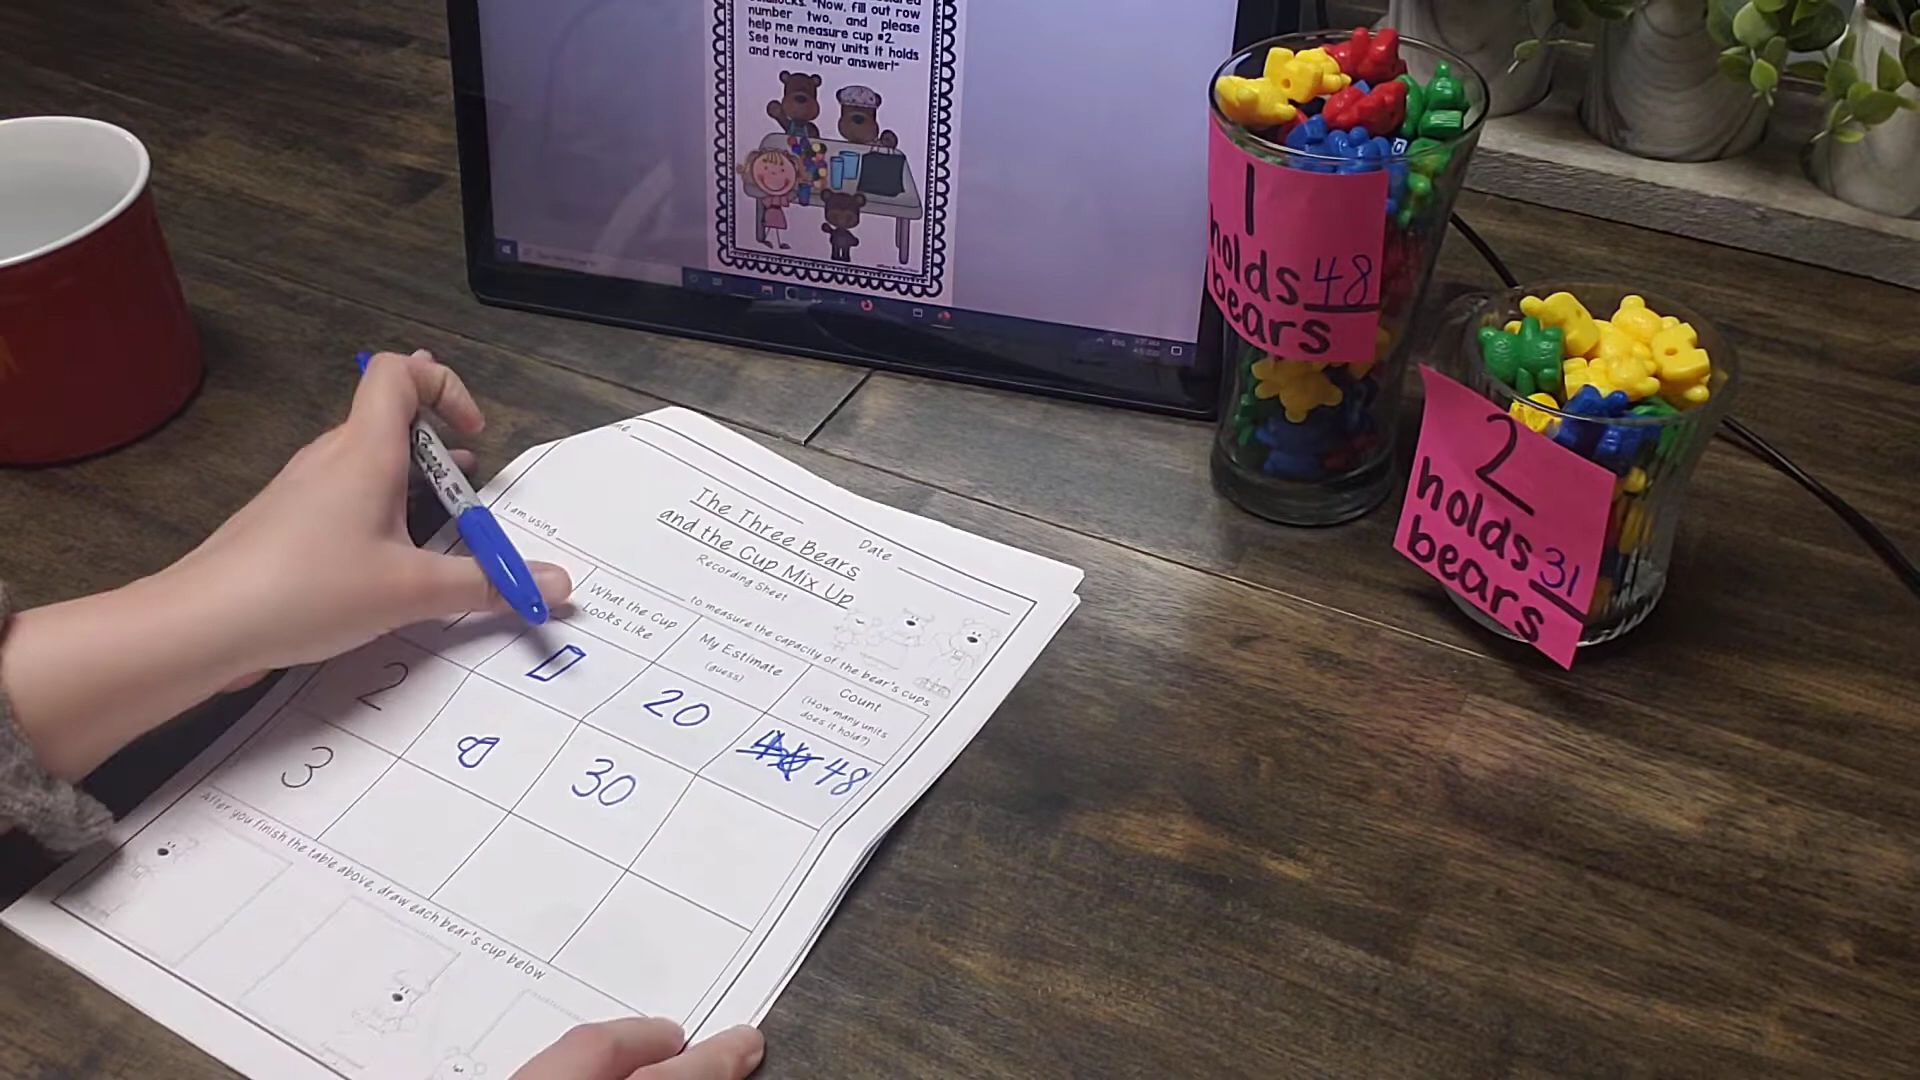 "Now, fill out row
number two, and please
help me measure cup #2.
See how many units it holds
and record your answer!"
1
holds 48
bears
2
holds 31
bears
Date
The Three Bears
and the Cup Mix Up
Recording Sheet
I am using
to measure the capacity of the bear's cups
What the Cup
Looks Like
My Estimate
(guess)
Count
(How many units
does it hold?)
20
48
2
30
3
After you finish the table above, draw each bear's cup below